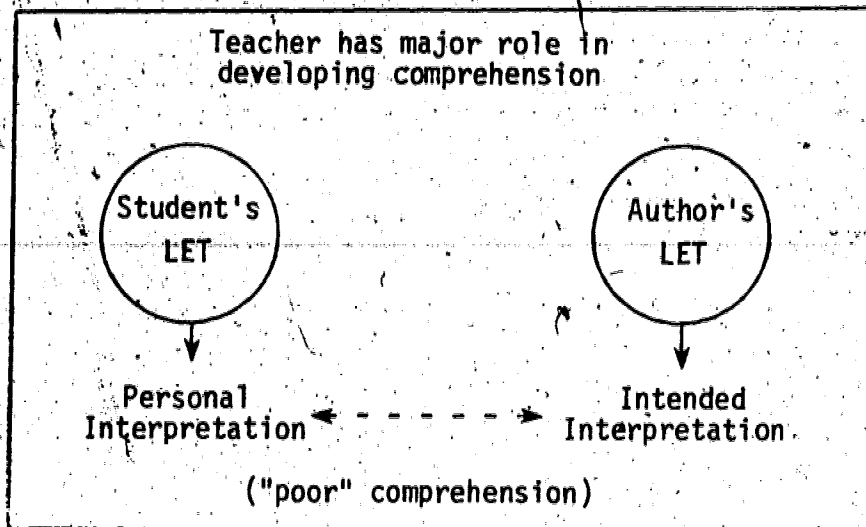 Teacher has major role in
developing comprehension
Student's
LET
Author's
LET
Personal
Interpretation
Intended
Interpretation
("poor" comprehension)